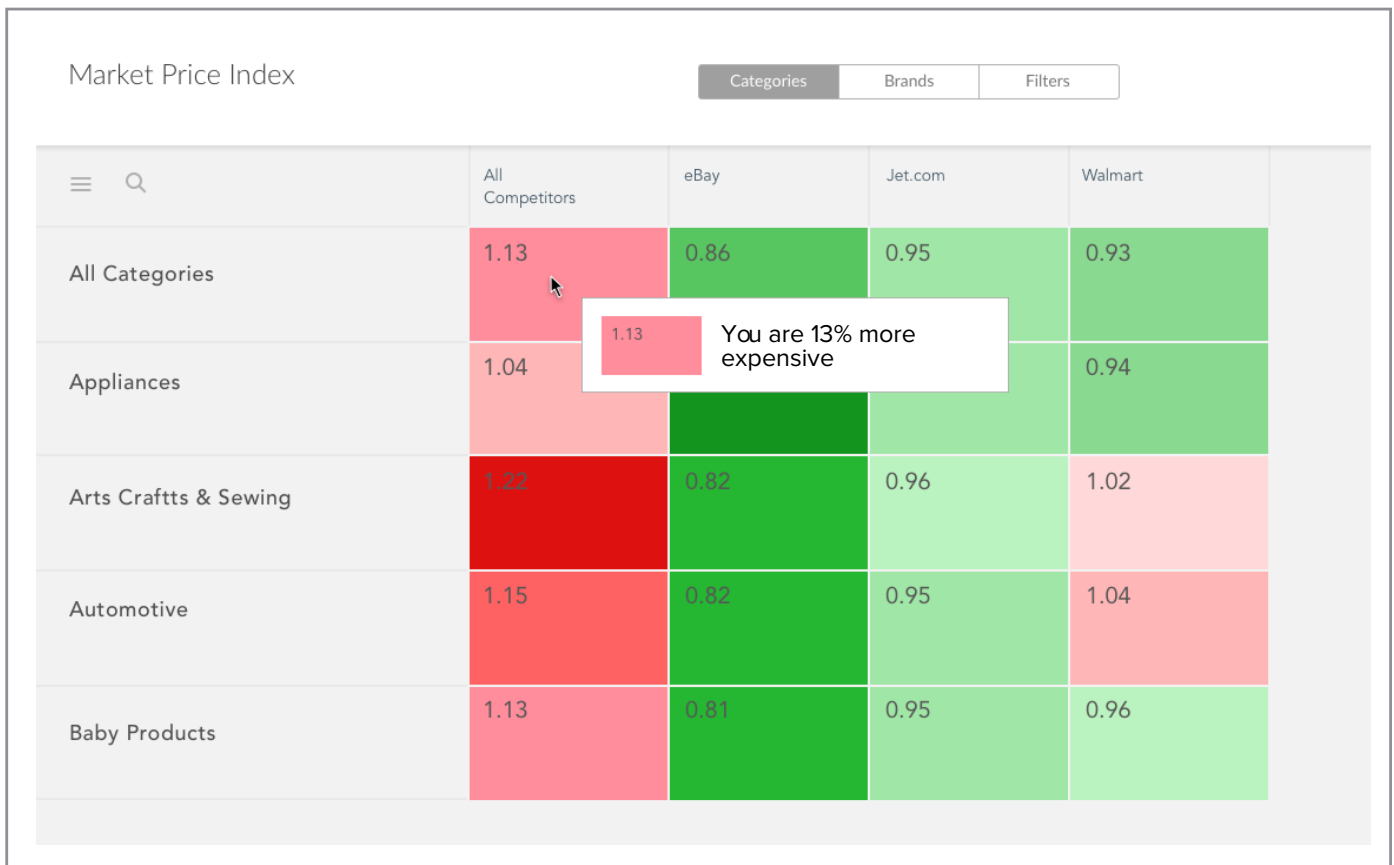 Market Price Index
Categories
Brands
Filters
All
Competitors
eBay
Jet.com
Walmart
All Categories
1.13
0.86
0.95
0.93
1.13
You are 13% more
expensive
Appliances
1.04
0.94
Arts Craftts & Sewing
1.22
0.82
0.96
1.02
Automotive
1.15
0.82
0.95
1.04
Baby Products
1.13
0.81
0.95
0.96